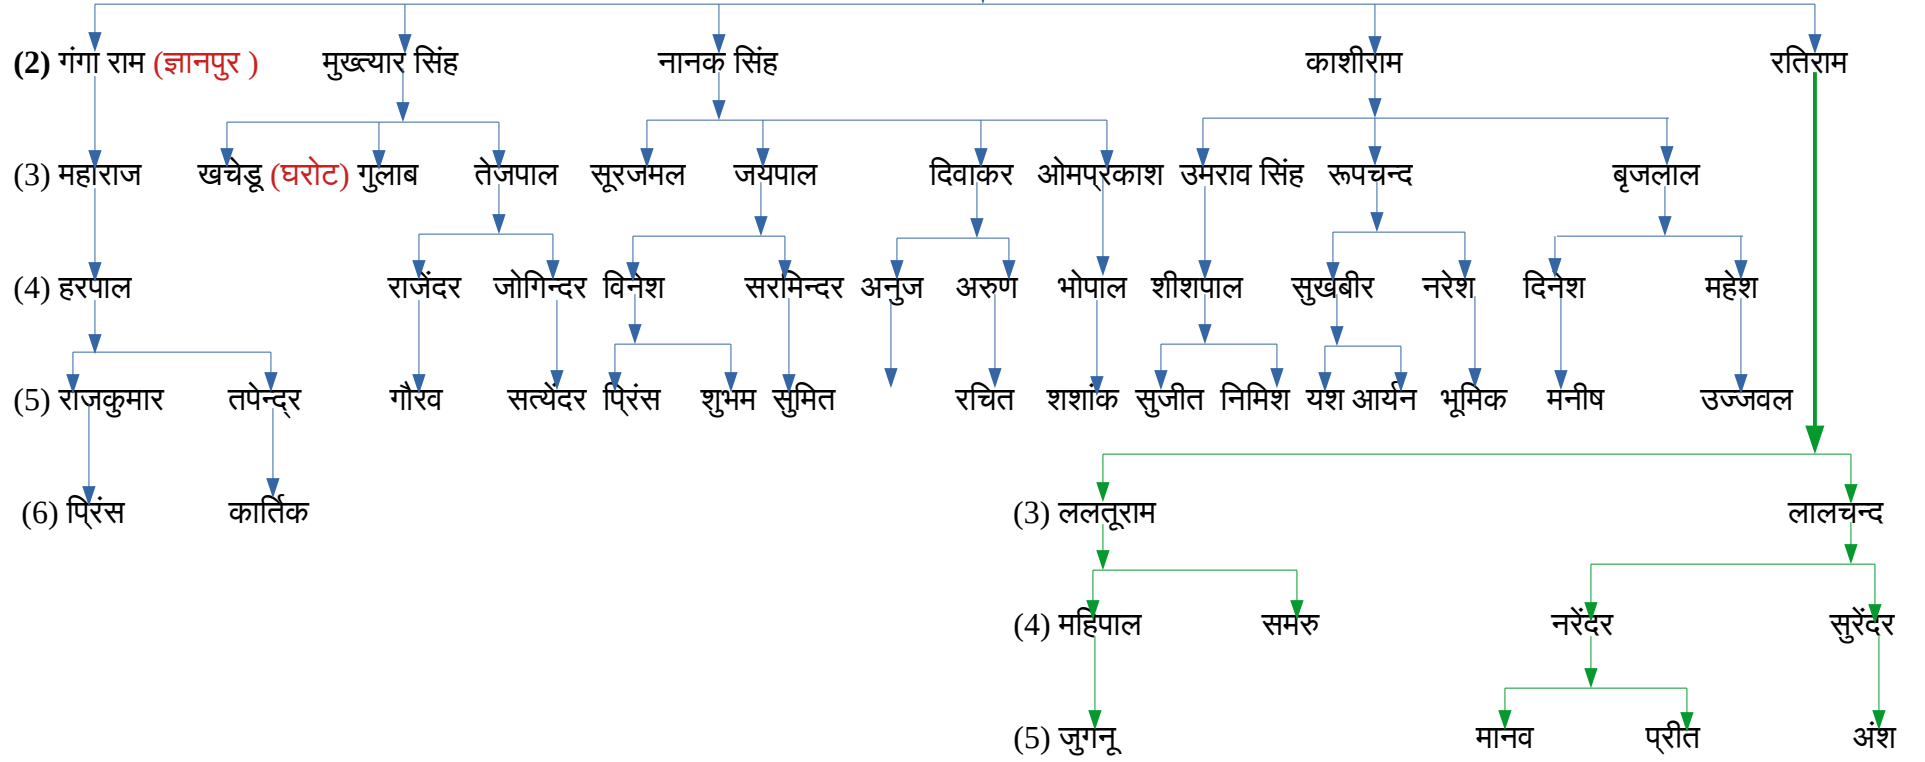 (2) गंगा राम (ज्ञानपुर ) मुख्त्यार सिंह नानक सिंह काशीराम रतिराम
(3) महाराज खचेडू (घरोट) गुलाब तेजपाल सूरजमल जयपाल दिवाकर ओमप्रकाश उमराव सिंह रूपचन्द बृजलाल
(4) हरपाल राजेंदर जोगिन्दर विनेश सरमिन्दर अनुज अरुण भोपाल शीशपाल सुखबीर नरेश दिनेश महेश
(5) राजकुमार तपेन्द्र गौरव सत्येंदर प्रिंस शुभम सुमित रचित शशांक सुजीत निमिश यश आर्यन भूमिक मनीष उज्जवल
(6) प्रिंस कार्तिक (3) ललतूराम लालचन्द
(4) महिपाल समरु नरेंदर सुरेंदर
(5) जुगनू मानव प्रीत अंश